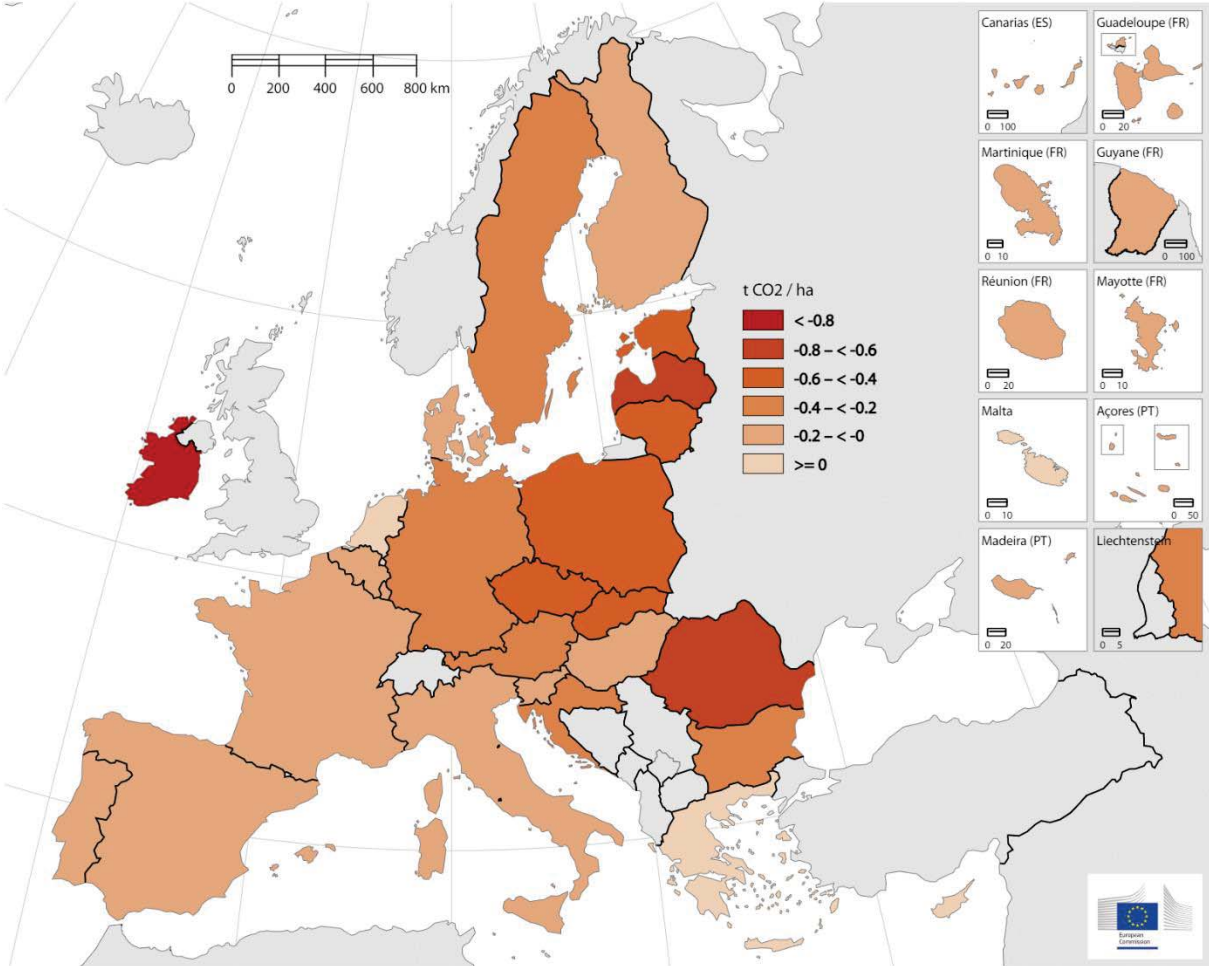 0 200 400 600 800 km
t CO2 / ha
< -0.8
-0.8 – < -0.6
-0.6 – < -0.4
-0.4 – < -0.2
-0.2 – < -0
>= 0
Canarias (ES)
0 100
Guadeloupe (FR)
0 20
Martinique (FR)
0 10
Guyane (FR)
0 100
Réunion (FR)
0 20
Mayotte (FR)
0 10
Malta
0 10
Açores (PT)
0 50
Madeira (PT)
0 20
Liechtenstein
0 5
European
Commission